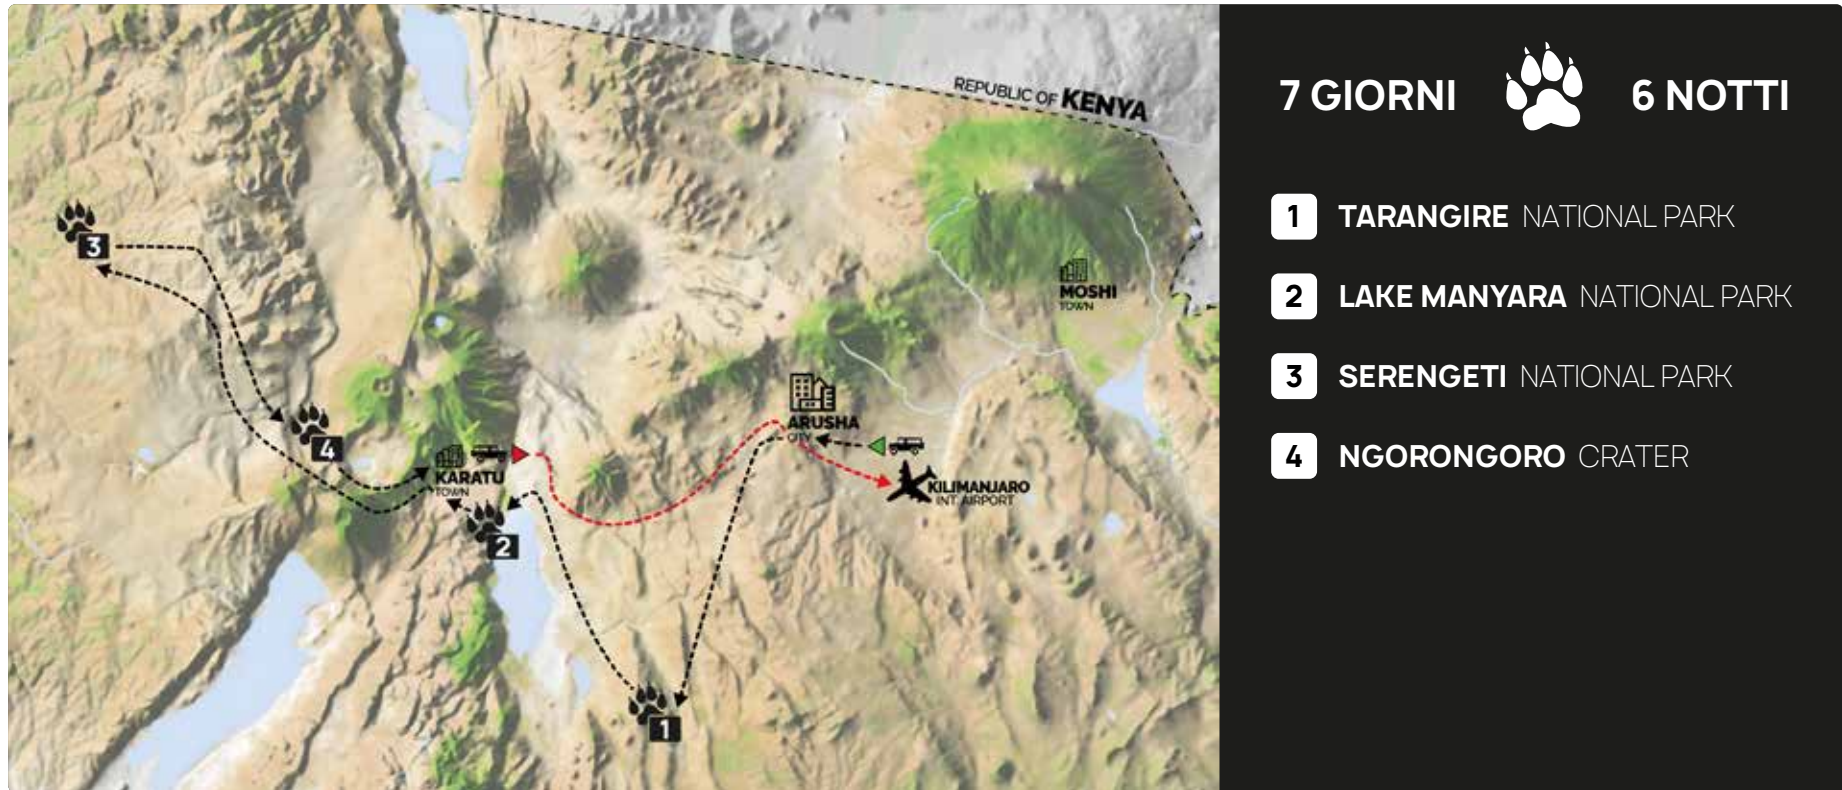 REPUBLIC OF KENYA
3
MOSHI
TOWN
ARUSHA
CITY
4
KARATU
TOWN
KILIMANJARO
INT. AIRPORT
2
1
7 GIORNI 6 NOTTI
1 TARANGIRE NATIONAL PARK
2 LAKE MANYARA NATIONAL PARK
3 SERENGETI NATIONAL PARK
4 NGORONGORO CRATER